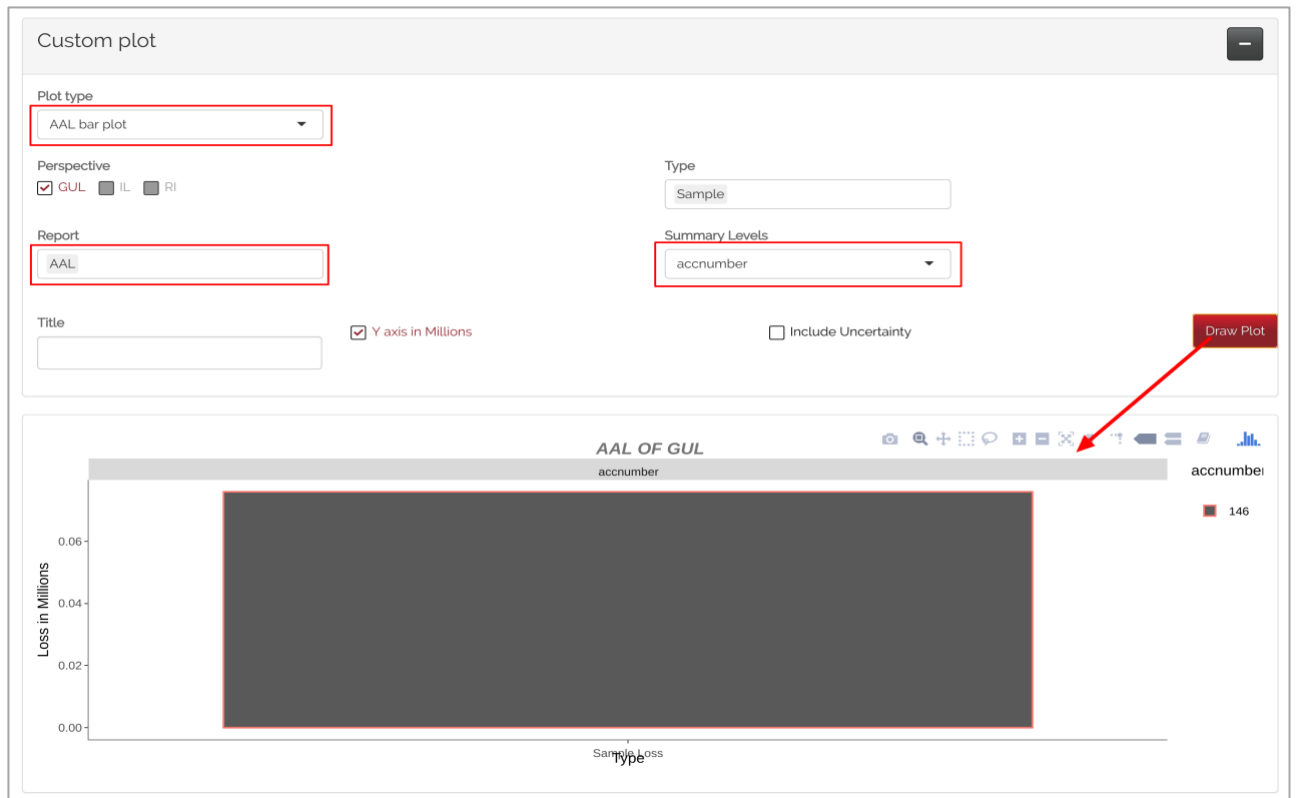 Custom plot
Plot type
AAL bar plot
Perspective
GUL IL RI
Type
Sample
Report
AAL
Summary Levels
accnumber
Title
Y axis in Millions
Include Uncertainty
Draw Plot
AAL OF GUL
accnumber
accnumber
146
0.06
0.04
0.02
0.00
Loss in Millions
Sample Loss
Type